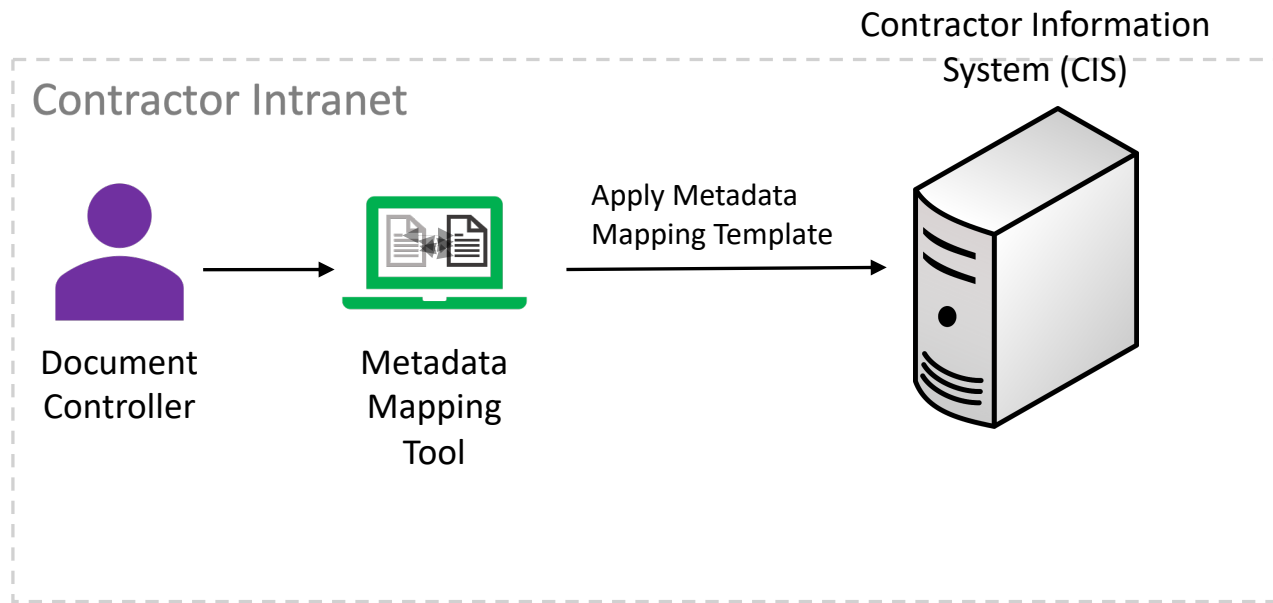 Contractor Information
System (CIS)
Contractor Intranet
Apply Metadata
Mapping Template
Document
Controller
Metadata
Mapping
Tool